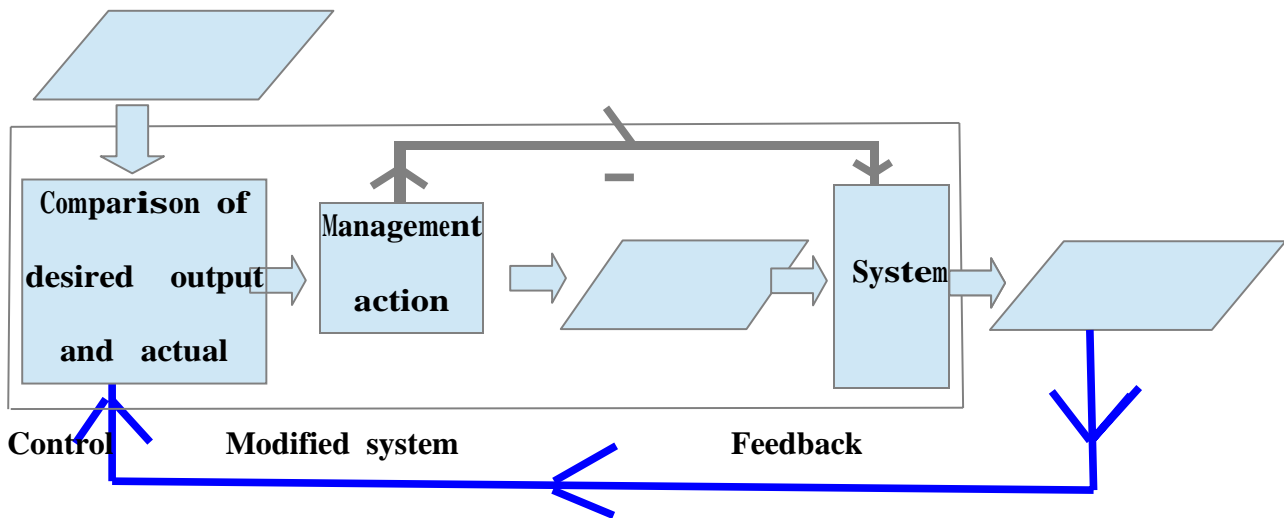 Comparison of
desired output
and actual
Management
action
System
Control
Modified system
Feedback